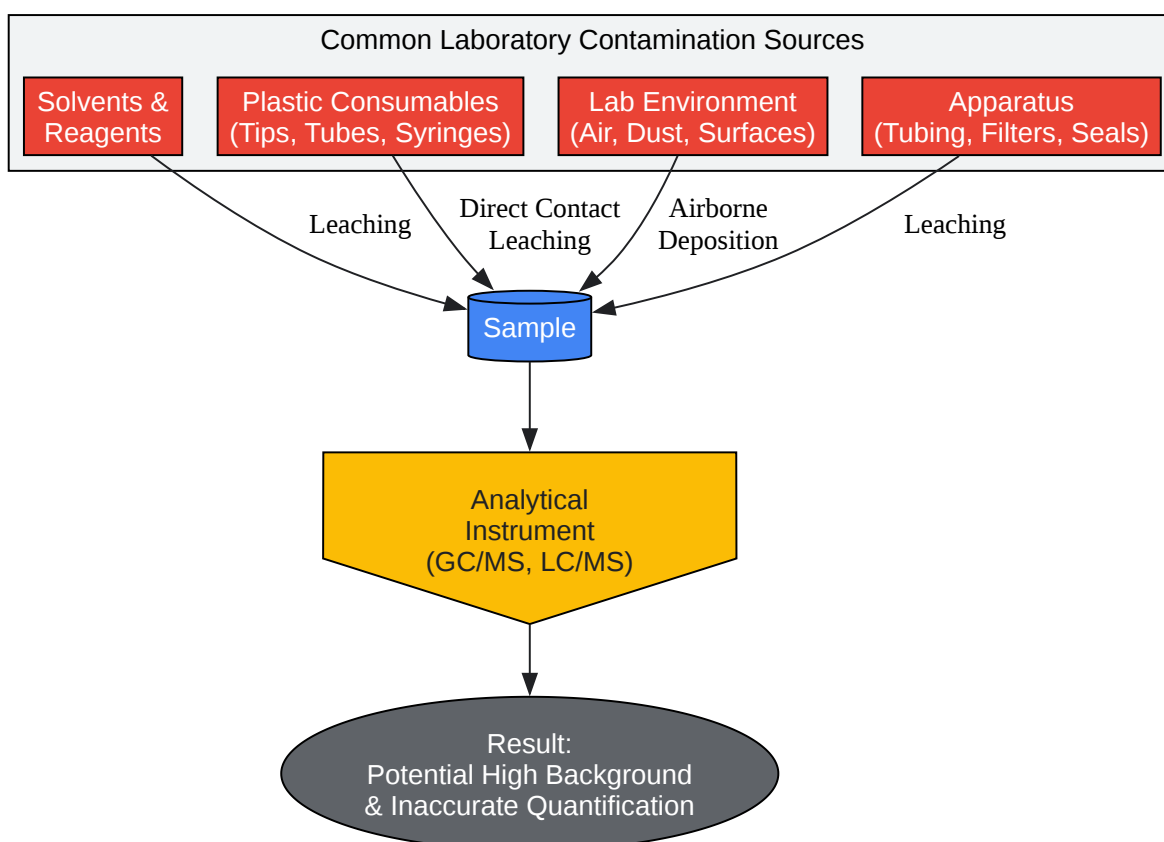 Common Laboratory Contamination Sources
Solvents &
Reagents
Plastic Consumables
(Tips, Tubes, Syringes)
Lab Environment
(Air, Dust, Surfaces)
Apparatus
(Tubing, Filters, Seals)
Leaching
Direct Contact
Leaching
Airborne
Deposition
Leaching
Sample
Analytical
Instrument
(GC/MS, LC/MS)
Result:
Potential High Background
& Inaccurate Quantification